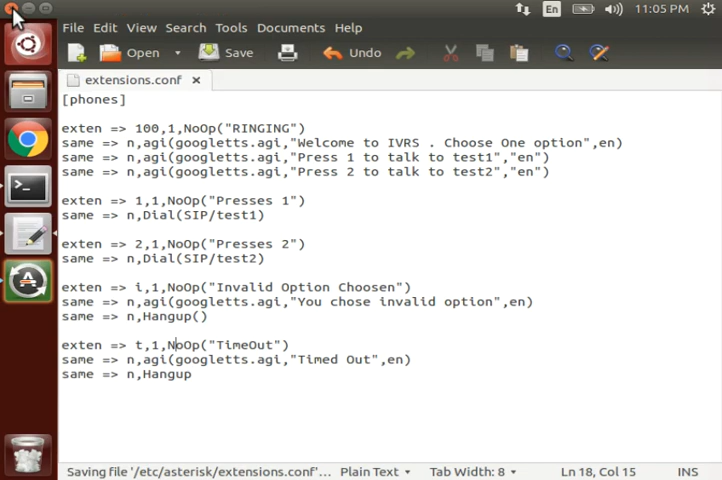 En
11:05 PM
File Edit View Search Tools Documents Help
Open Save Undo
extensions.conf ×
[phones]
exten => 100,1,NoOp("RINGING")
same => n,agi(googletts.agi,"Welcome to IVRS . Choose One option",en)
same => n,agi(googletts.agi,"Press 1 to talk to test1","en")
same => n,agi(googletts.agi,"Press 2 to talk to test2","en")
exten => 1,1,NoOp("Presses 1")
same => n,Dial(SIP/test1)
exten => 2,1,NoOp("Presses 2")
same => n,Dial(SIP/test2)
exten => i,1,NoOp("Invalid Option Choosen")
same => n,agi(googletts.agi,"You chose invalid option",en)
same => n,Hangup()
exten => t,1,NoOp("TimeOut")
same => n,agi(googletts.agi,"Timed Out",en)
same => n,Hangup
Saving file '/etc/asterisk/extensions.conf'... Plain Text Tab Width: 8 Ln 18, Col 15 INS